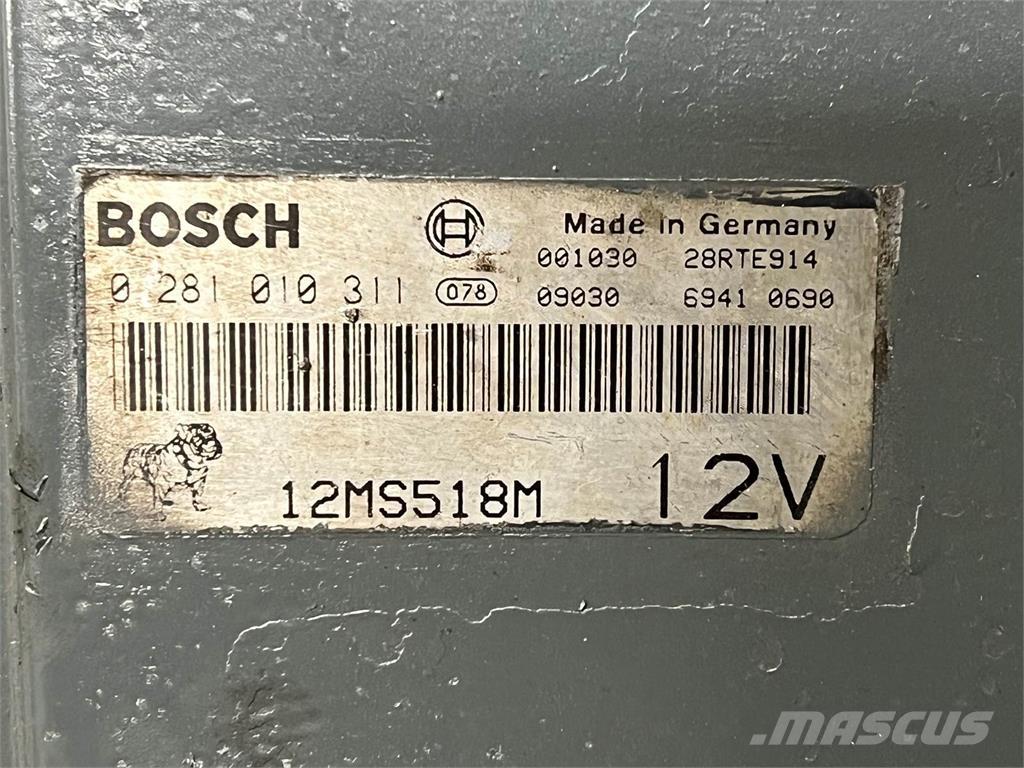 BOSCH Made in Germany
001030 28RTE914
0 281 010 311 078 09030 6941 0690
12MS518M 12V
MASCUS